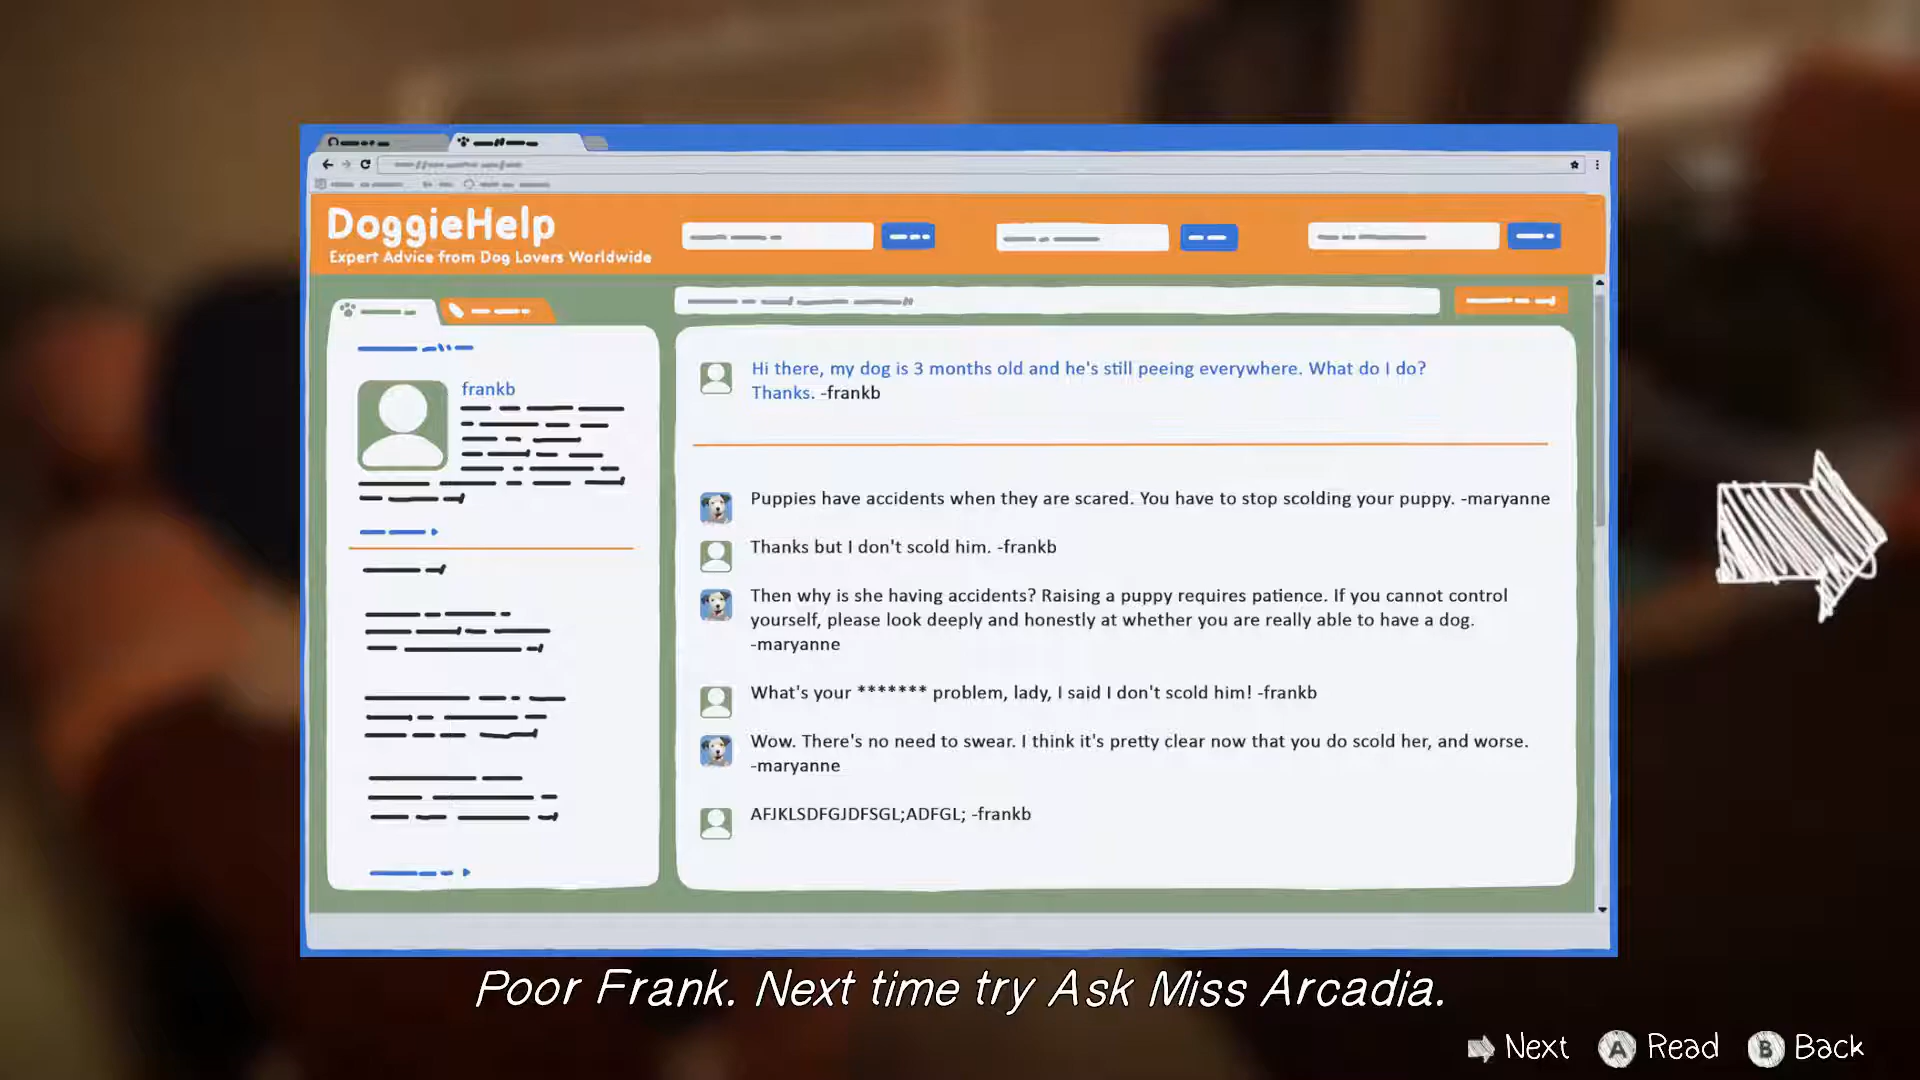 DoggieHelp
Expert Advice from Dog Lovers Worldwide
frankb
Hi there, my dog is 3 months old and he's still peeing everywhere. What do I do?
Thanks. -frankb
Puppies have accidents when they are scared. You have to stop scolding your puppy. -maryanne
Thanks but I don't scold him. -frankb
Then why is she having accidents? Raising a puppy requires patience. If you cannot control
yourself, please look deeply and honestly at whether you are really able to have a dog.
-maryanne
What's your ******* problem, lady, I said I don't scold him! -frankb
Wow. There's no need to swear. I think it's pretty clear now that you do scold her, and worse.
-maryanne
AFJKLSDFGJDFSGL;ADFGL; -frankb
Poor Frank. Next time try Ask Miss Arcadia.
Next A Read B Back